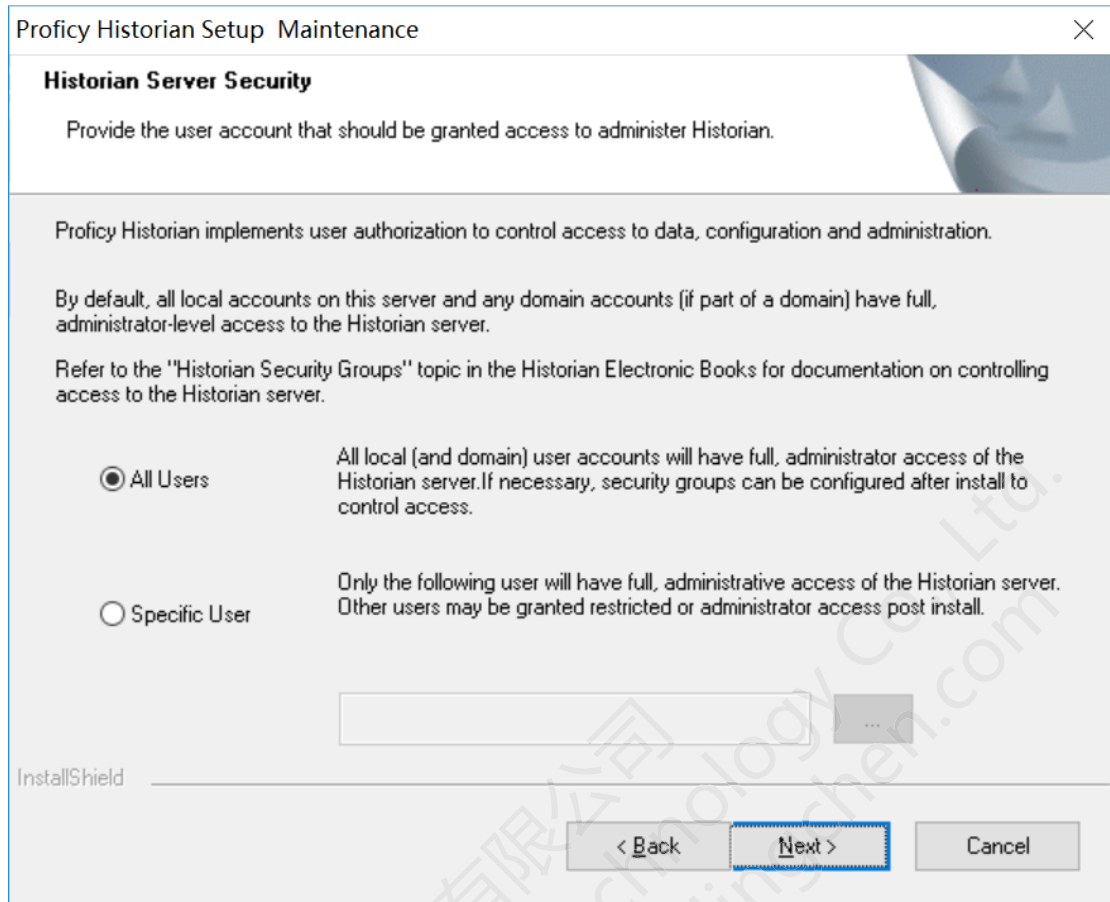 Proficy Historian Setup  Maintenance
Historian Server Security
Provide the user account that should be granted access to administer Historian.
Proficy Historian implements user authorization to control access to data, configuration and administration.
By default, all local accounts on this server and any domain accounts (if part of a domain) have full,
administrator-level access to the Historian server.
Refer to the "Historian Security Groups" topic in the Historian Electronic Books for documentation on controlling
access to the Historian server.
All Users
All local (and domain) user accounts will have full, administrator access of the
Historian server.If necessary, security groups can be configured after install to
control access.
Specific User
Only the following user will have full, administrative access of the Historian server.
Other users may be granted restricted or administrator access post install.
...
InstallShield
< Back
Next >
Cancel
有限公司
Co., Ltd.